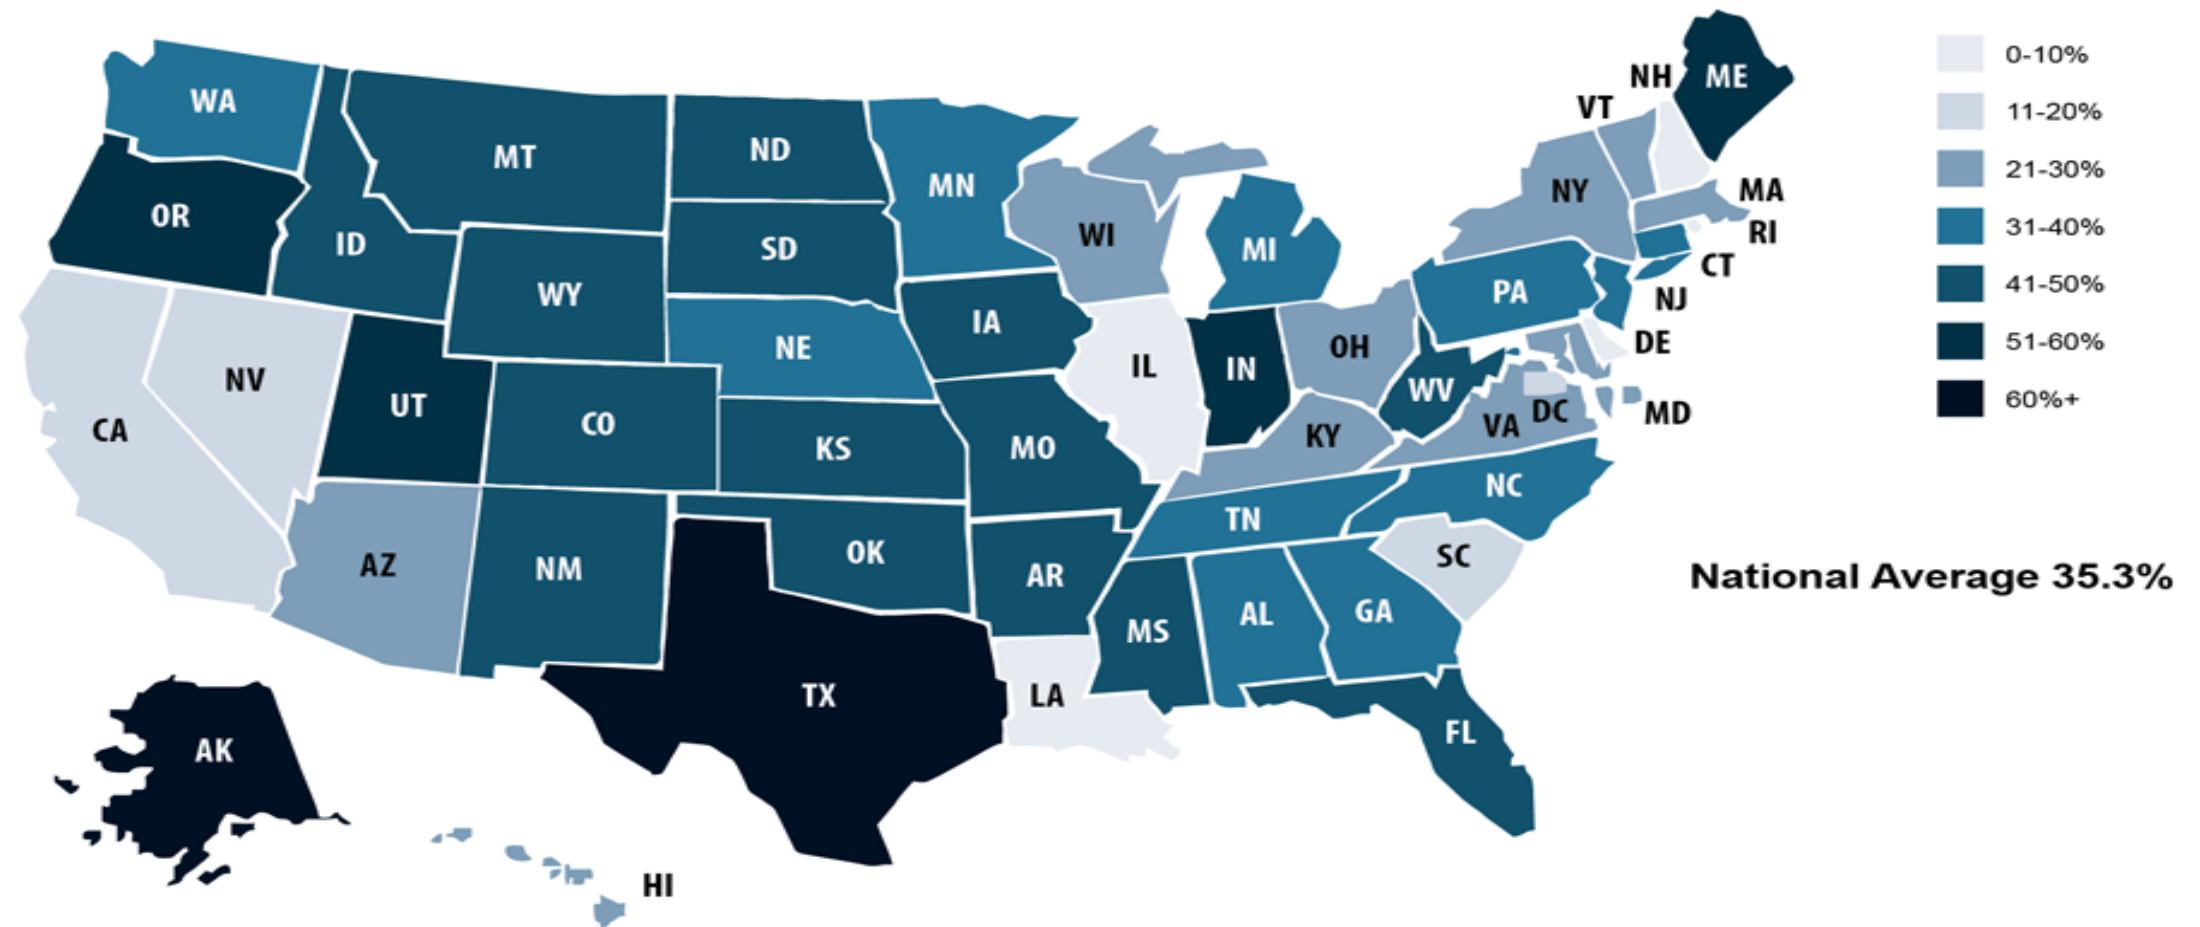 0-10%
11-20%
21-30%
31-40%
41-50%
51-60%
60%+
ME
NH
VT
WA
MT
ND
MN
OR
ID
SD
WI
MI
NY
MA
RI
CT
WY
IA
PA
NJ
NE
OH
DE
NV
UT
CO
IL
IN
WV
CA
KS
MO
KY
VA
DC
MD
NC
TN
SC
AZ
NM
OK
AR
National Average 35.3%
MS
AL
GA
TX
LA
FL
AK
HI